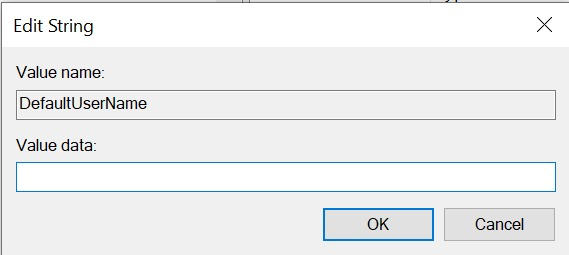 Edit String
Value name:
DefaultUserName
Value data:
OK Cancel